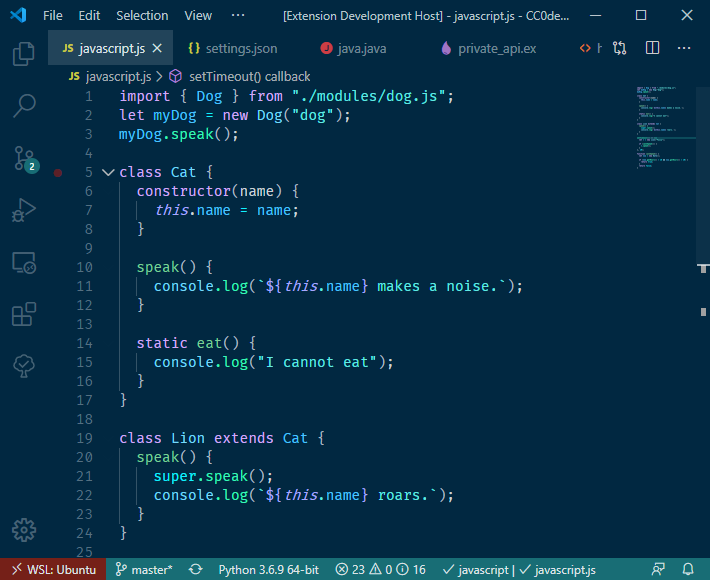 File Edit Selection View ··· [Extension Development Host] - javascript.js - CC0de...
JS javascript.js { } settings.json java.java private_api.ex <>
JS javascript.js > setTimeout() callback
1 import { Dog } from "./modules/dog.js";
2 let myDog = new Dog("dog");
3 myDog.speak();
4
5 class Cat {
6 constructor(name) {
7 this.name = name;
8 }
9
10 speak() {
11 console.log(`${this.name} makes a noise.`);
12 }
13
14 static eat() {
15 console.log("I cannot eat");
16 }
17 }
18
19 class Lion extends Cat {
20 speak() {
21 super.speak();
22 console.log(`${this.name} roars.`);
23 }
24 }
25
2
WSL: Ubuntu master* Python 3.6.9 64-bit 23 0 16 javascript | javascript.js